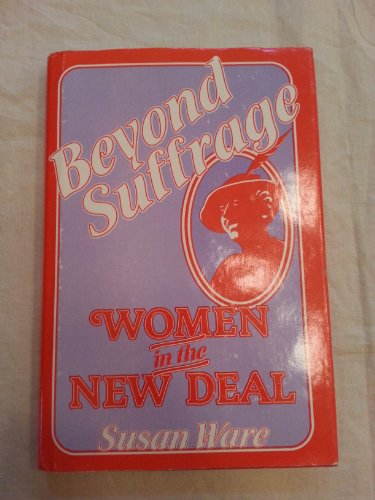 Beyond
Suffrage
WOMEN
in the
NEW DEAL
Susan Ware